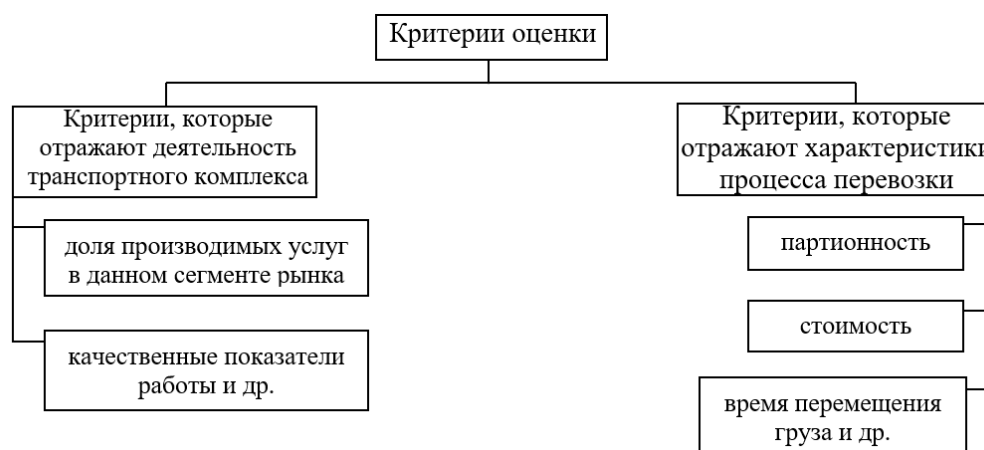 Критерии оценки
Критерии, которые
отражают деятельность
транспортного комплекса
доля производимых услуг
в данном сегменте рынка
качественные показатели
работы и др.
Критерии, которые
отражают характеристики
процесса перевозки
партионность
стоимость
время перемещения
груза и др.